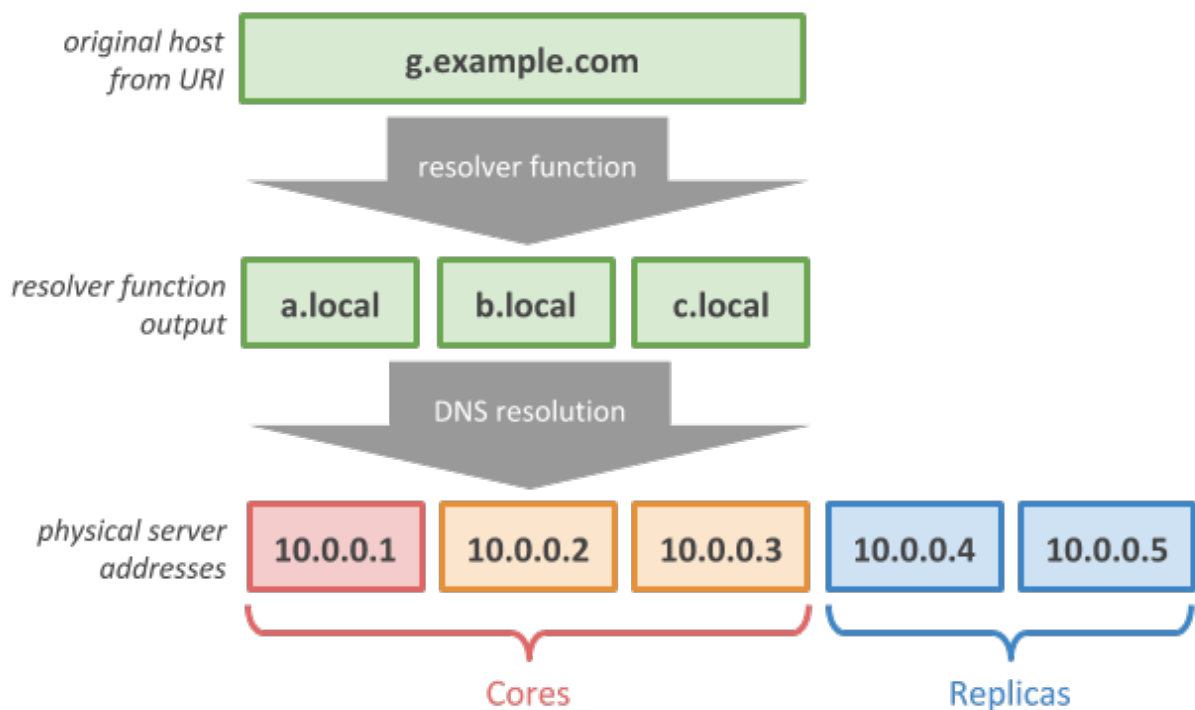 original host
from URI
g.example.com
resolver function
resolver function
output
a.local
b.local
c.local
DNS resolution
physical server
addresses
10.0.0.1
10.0.0.2
10.0.0.3
10.0.0.4
10.0.0.5
Cores
Replicas